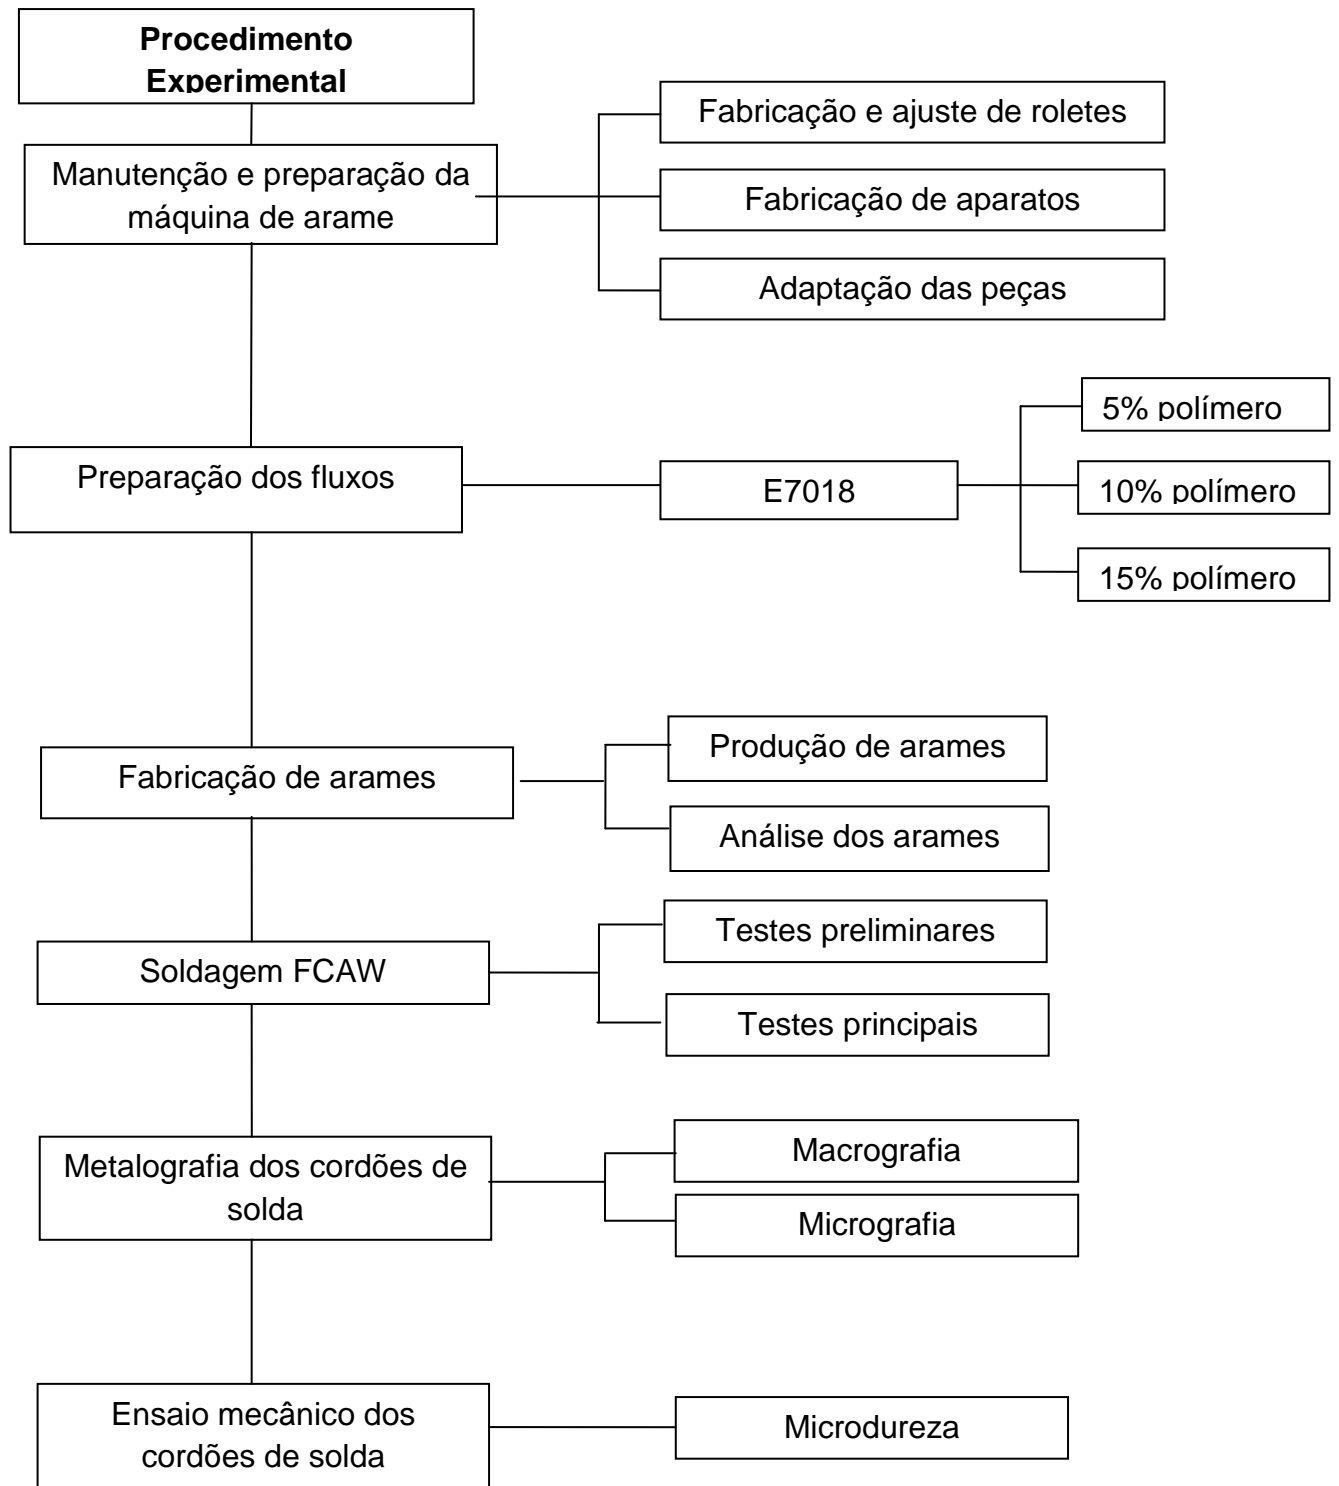 Procedimento
Experimental
Manutenção e preparação da
máquina de arame
Fabricação e ajuste de roletes
Fabricação de aparatos
Adaptação das peças
Preparação dos fluxos
E7018
5% polímero
10% polímero
15% polímero
Fabricação de arames
Produção de arames
Análise dos arames
Soldagem FCAW
Testes preliminares
Testes principais
Metalografia dos cordões de
solda
Macrografia
Micrografia
Ensaio mecânico dos
cordões de solda
Microdureza